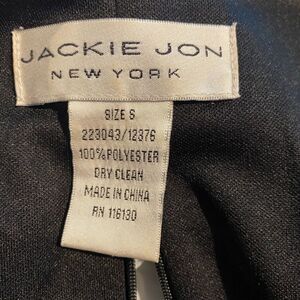 JACKIE JON
NEW YORK
SIZE S
223043/12376
100% POLYESTER
DRY CLEAN
MADE IN CHINA
RN 116130